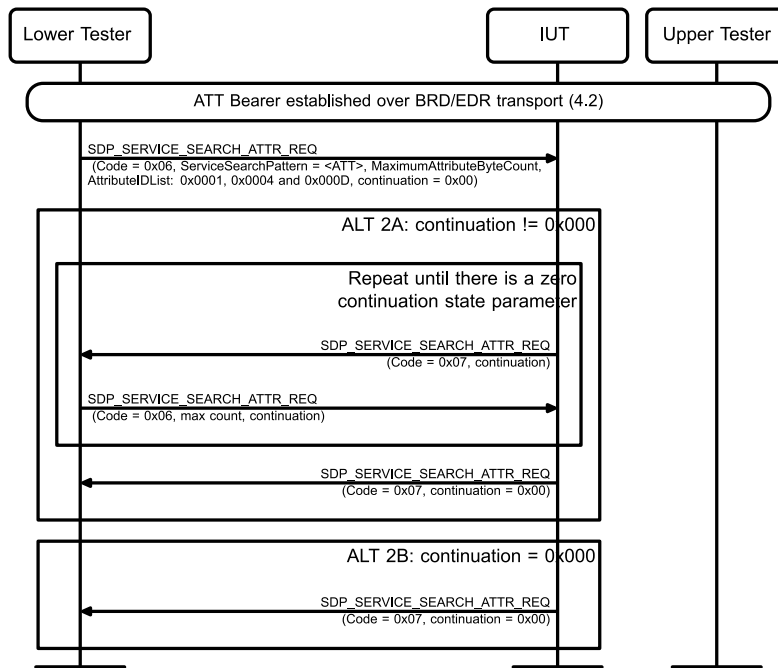 Lower Tester
IUT
Upper Tester
ATT Bearer established over BRD/EDR transport (4.2)
SDP_SERVICE_SEARCH_ATTR_REQ
(Code = 0x06, ServiceSearchPattern = <ATT>, MaximumAttributeByteCount,
AttributeIDList: 0x0001, 0x0004 and 0x000D, continuation = 0x00)
ALT 2A: continuation != 0x000
Repeat until there is a zero
continuation state parameter
SDP_SERVICE_SEARCH_ATTR_REQ
(Code = 0x07, continuation)
SDP_SERVICE_SEARCH_ATTR_REQ
(Code = 0x06, max count, continuation)
SDP_SERVICE_SEARCH_ATTR_REQ
(Code = 0x07, continuation = 0x00)
ALT 2B: continuation = 0x000
SDP_SERVICE_SEARCH_ATTR_REQ
(Code = 0x07, continuation = 0x00)